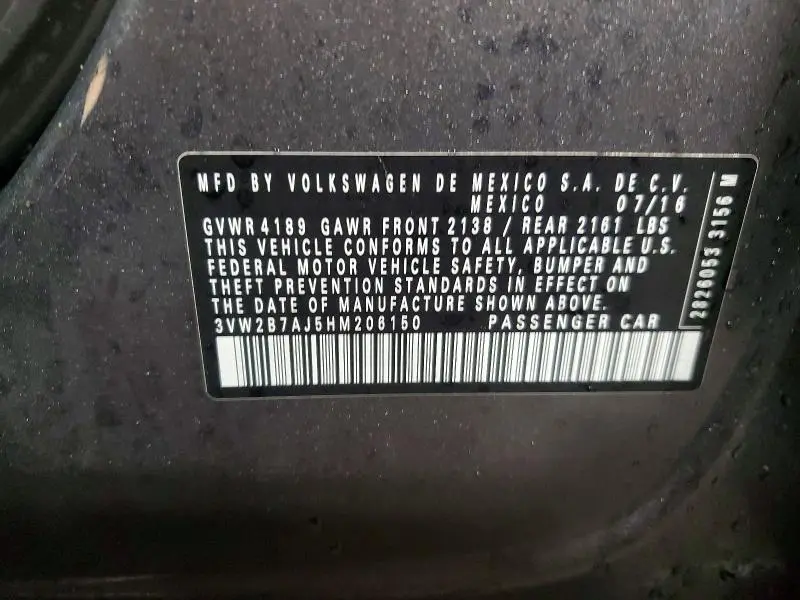 MFD BY VOLKSWAGEN DE MEXICO S.A. DE C.V.
MEXICO 07/16
GVWR 4189 GAWR FRONT 2138 / REAR 2161 LBS
THIS VEHICLE CONFORMS TO ALL APPLICABLE U.S.
FEDERAL MOTOR VEHICLE SAFETY, BUMPER AND
THEFT PREVENTION STANDARDS IN EFFECT ON
THE DATE OF MANUFACTURE SHOWN ABOVE.
3VW2B7AJ5HM206150 PASSENGER CAR
2826053 3156 M